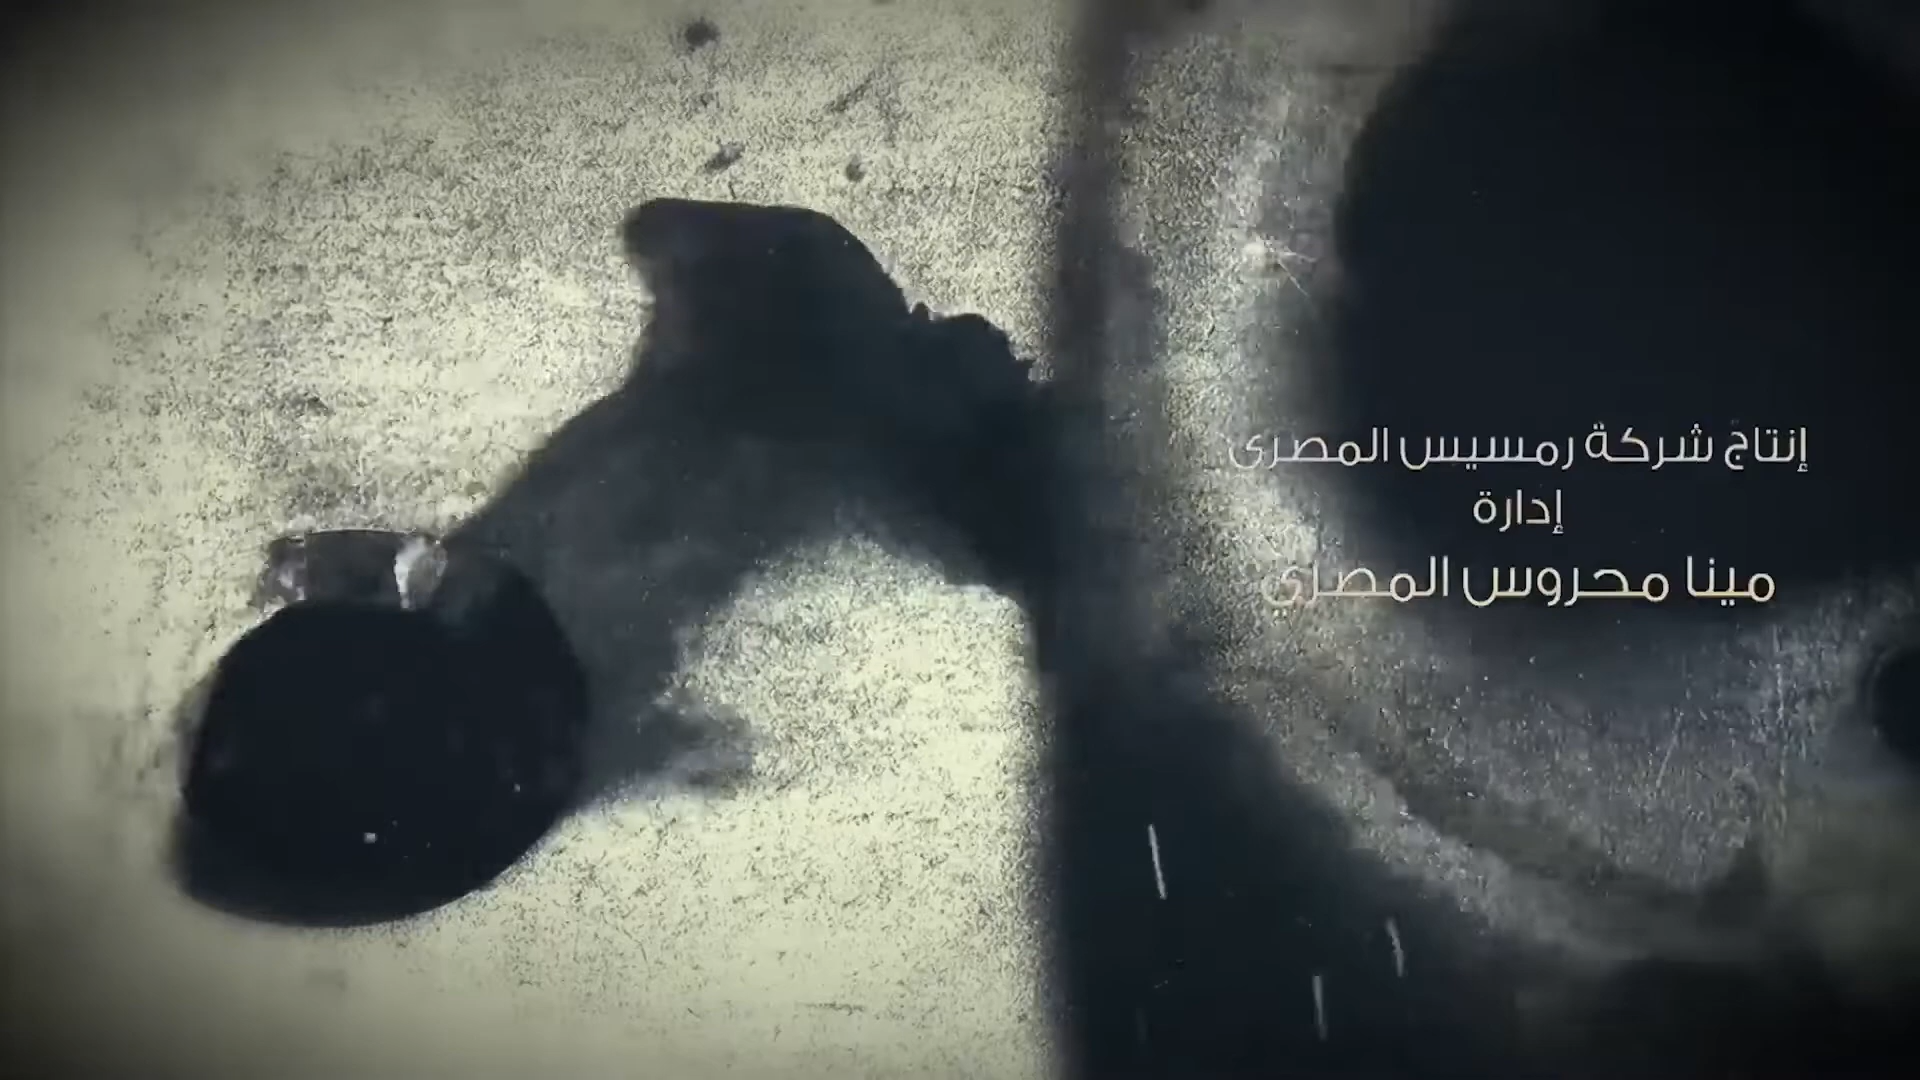 إنتاج شركة رمسيس المصرى
إدارة
مينا محروس المصري